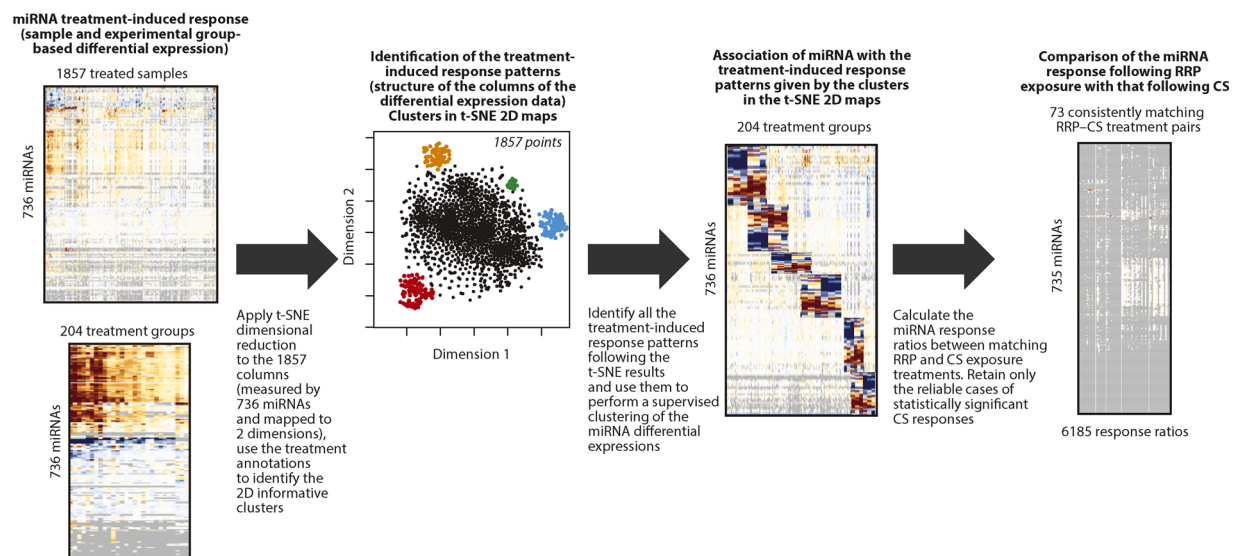 miRNA treatment-induced response
(sample and experimental group-
based differential expression)
1857 treated samples
736 miRNAs
204 treatment groups
736 miRNAs
Apply t-SNE
dimensional
reduction
to the 1857
columns
(measured by
736 miRNAs
and mapped to
2 dimensions),
use the treatment
annotations
to identify the
2D informative
clusters
Identification of the treatment-
induced response patterns
(structure of the columns of the
differential expression data)
Clusters in t-SNE 2D maps
1857 points
Dimension 2
Dimension 1
Identify all the
treatment-induced
response patterns
following the
t-SNE results
and use them to
perform a supervised
clustering of the
miRNA differential
expressions
Association of miRNA with the
treatment-induced response
patterns given by the clusters
in the t-SNE 2D maps
204 treatment groups
736 miRNAs
Calculate the
miRNA response
ratios between matching
RRP and CS exposure
treatments. Retain only
the reliable cases of
statistically significant
CS responses
Comparison of the miRNA
response following RRP
exposure with that following CS
73 consistently matching
RRP–CS treatment pairs
735 miRNAs
6185 response ratios